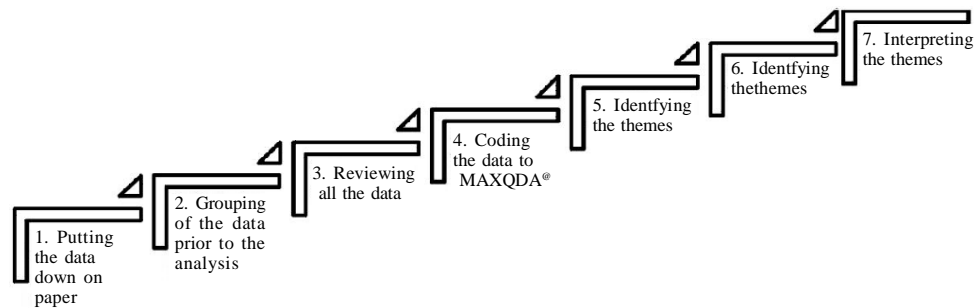 1. Putting
the data
down on
paper
2. Grouping
of the data
prior to the
analysis
3. Reviewing
all the data
4. Coding
the data to
MAXQDA@
5. Identfying
the themes
6. Identfying
thethemes
7. Interpreting
the themes